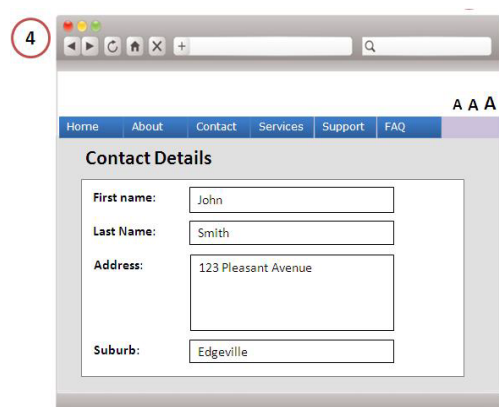 4
A A A
Home About Contact Services Support FAQ
Contact Details
First name: John
Last Name: Smith
Address: 123 Pleasant Avenue
Suburb: Edgeville